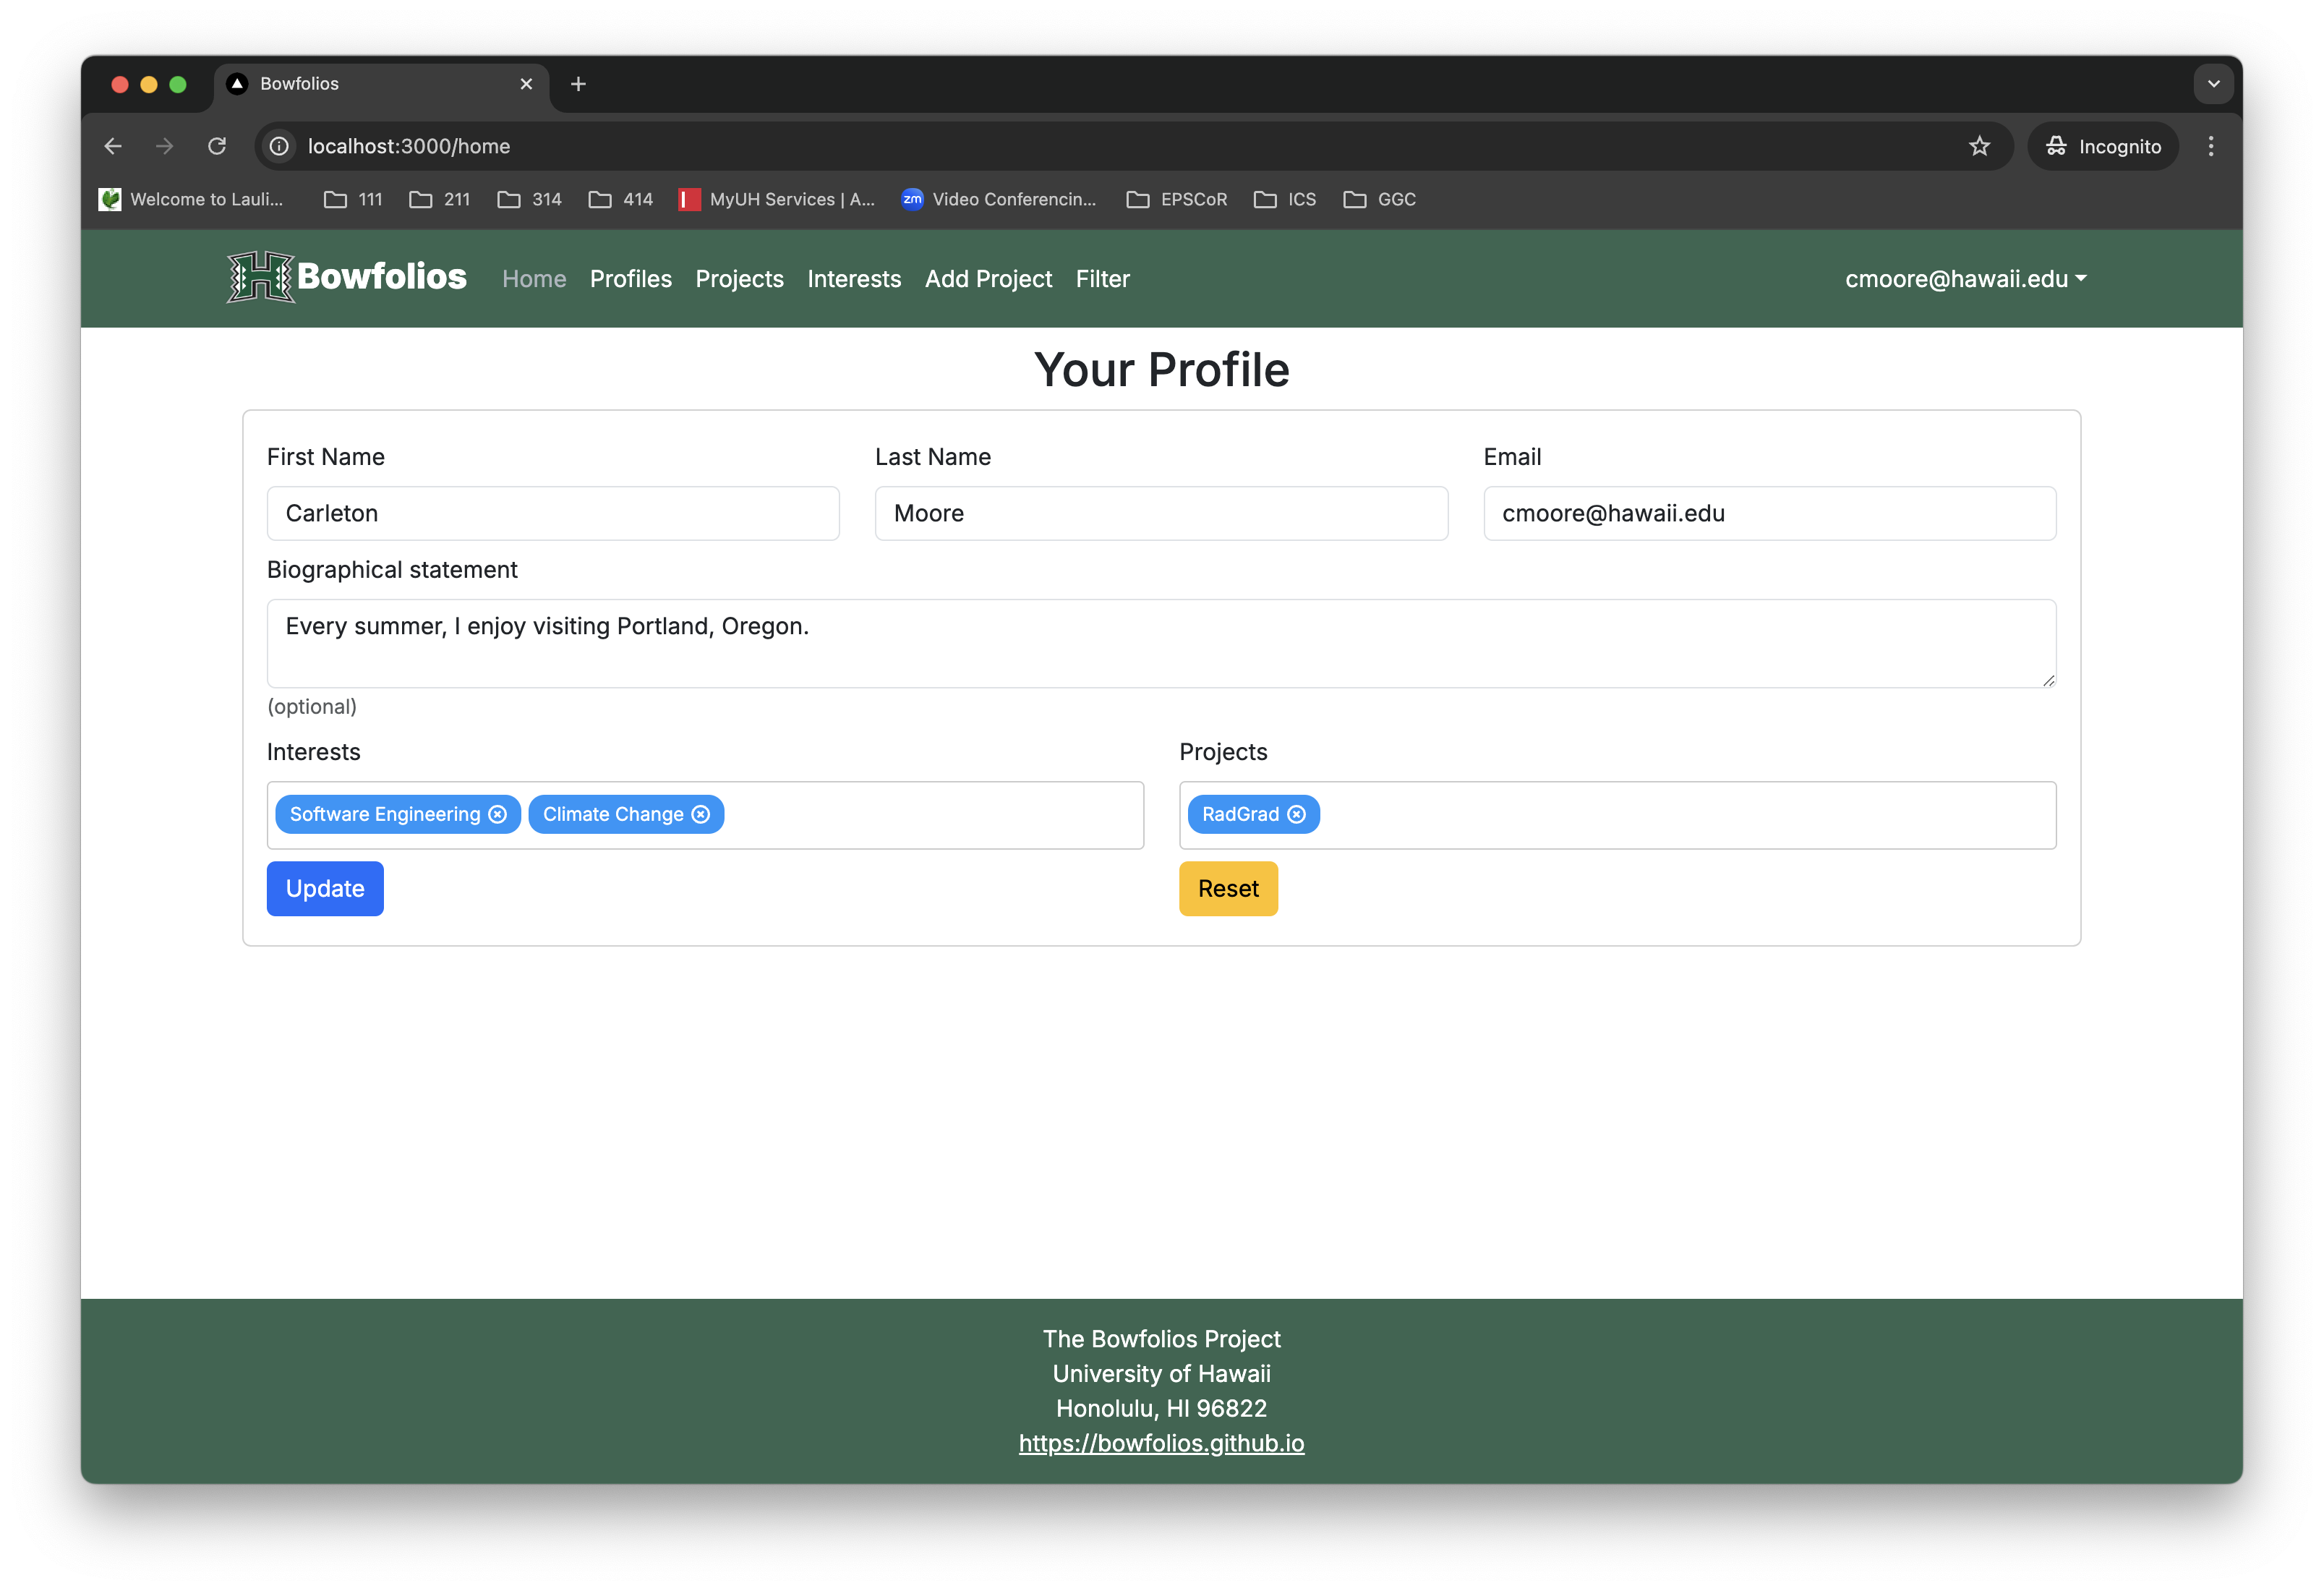 Bowfolios
localhost:3000/home
Incognito
Welcome to Lauli... 111 211 314 414 MyUH Services | A... zm Video Conferencin... EPSCoR ICS GGC
H Bowfolios Home Profiles Projects Interests Add Project Filter cmoore@hawaii.edu
Your Profile
First Name Last Name Email
Carleton Moore cmoore@hawaii.edu
Biographical statement
Every summer, I enjoy visiting Portland, Oregon.
(optional)
Interests Projects
Software Engineering Climate Change RadGrad
Update Reset
The Bowfolios Project
University of Hawaii
Honolulu, HI 96822
https://bowfolios.github.io